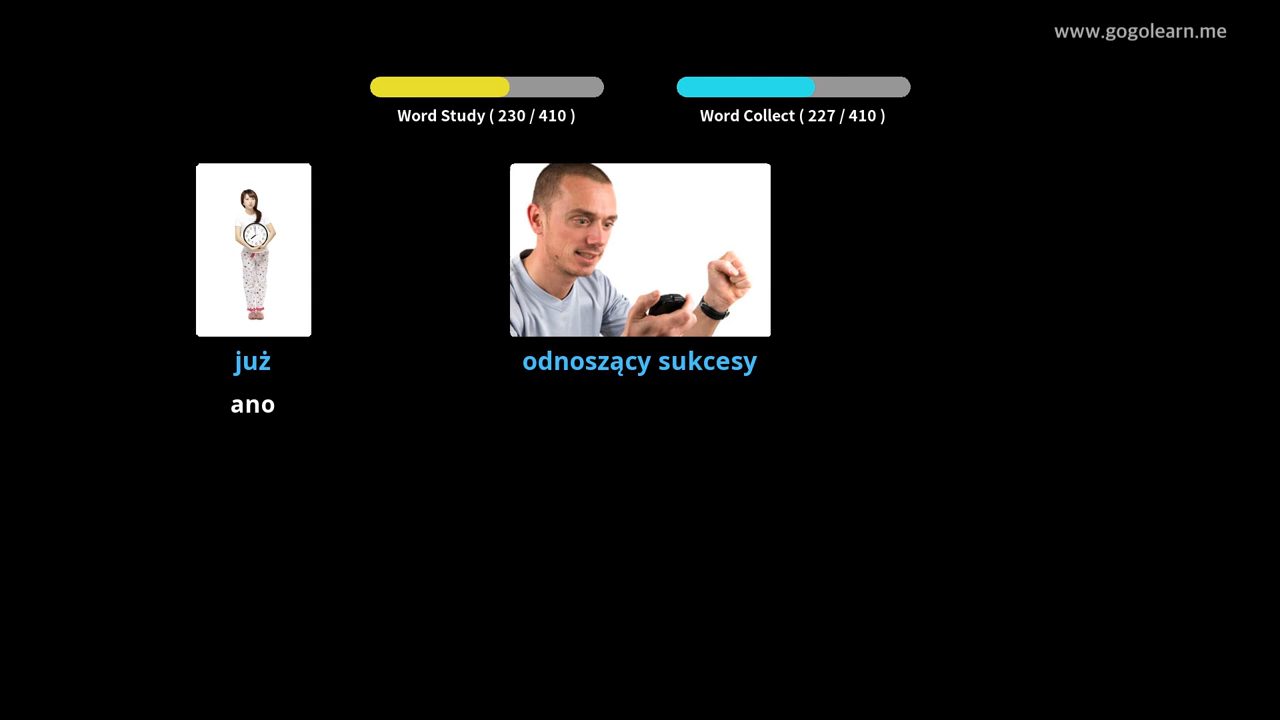 www.gogolearn.me
Word Study ( 230 / 410 )
Word Collect ( 227 / 410 )
już
odnoszący sukcesy
ano